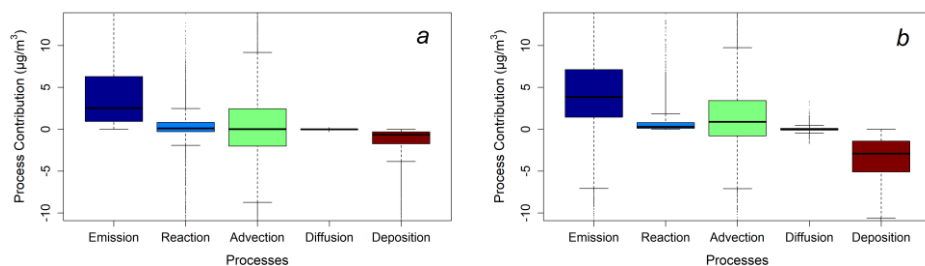 a
Process Contribution (µg/m³)
10
5
0
-5
-10
Emission Reaction Advection Diffusion Deposition
Processes
b
Process Contribution (µg/m³)
10
5
0
-5
-10
Emission Reaction Advection Diffusion Deposition
Processes